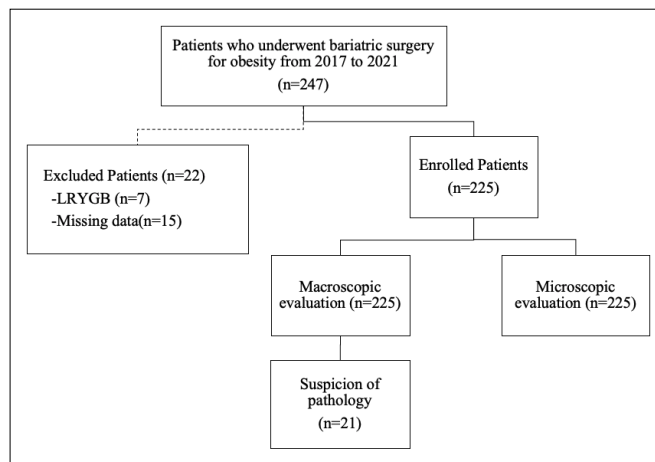 Patients who underwent bariatric surgery
for obesity from 2017 to 2021
(n=247)
Excluded Patients (n=22)
-LRYGB (n=7)
-Missing data(n=15)
Enrolled Patients
(n=225)
Macroscopic
evaluation (n=225)
Microscopic
evaluation (n=225)
Suspicion of
pathology
(n=21)